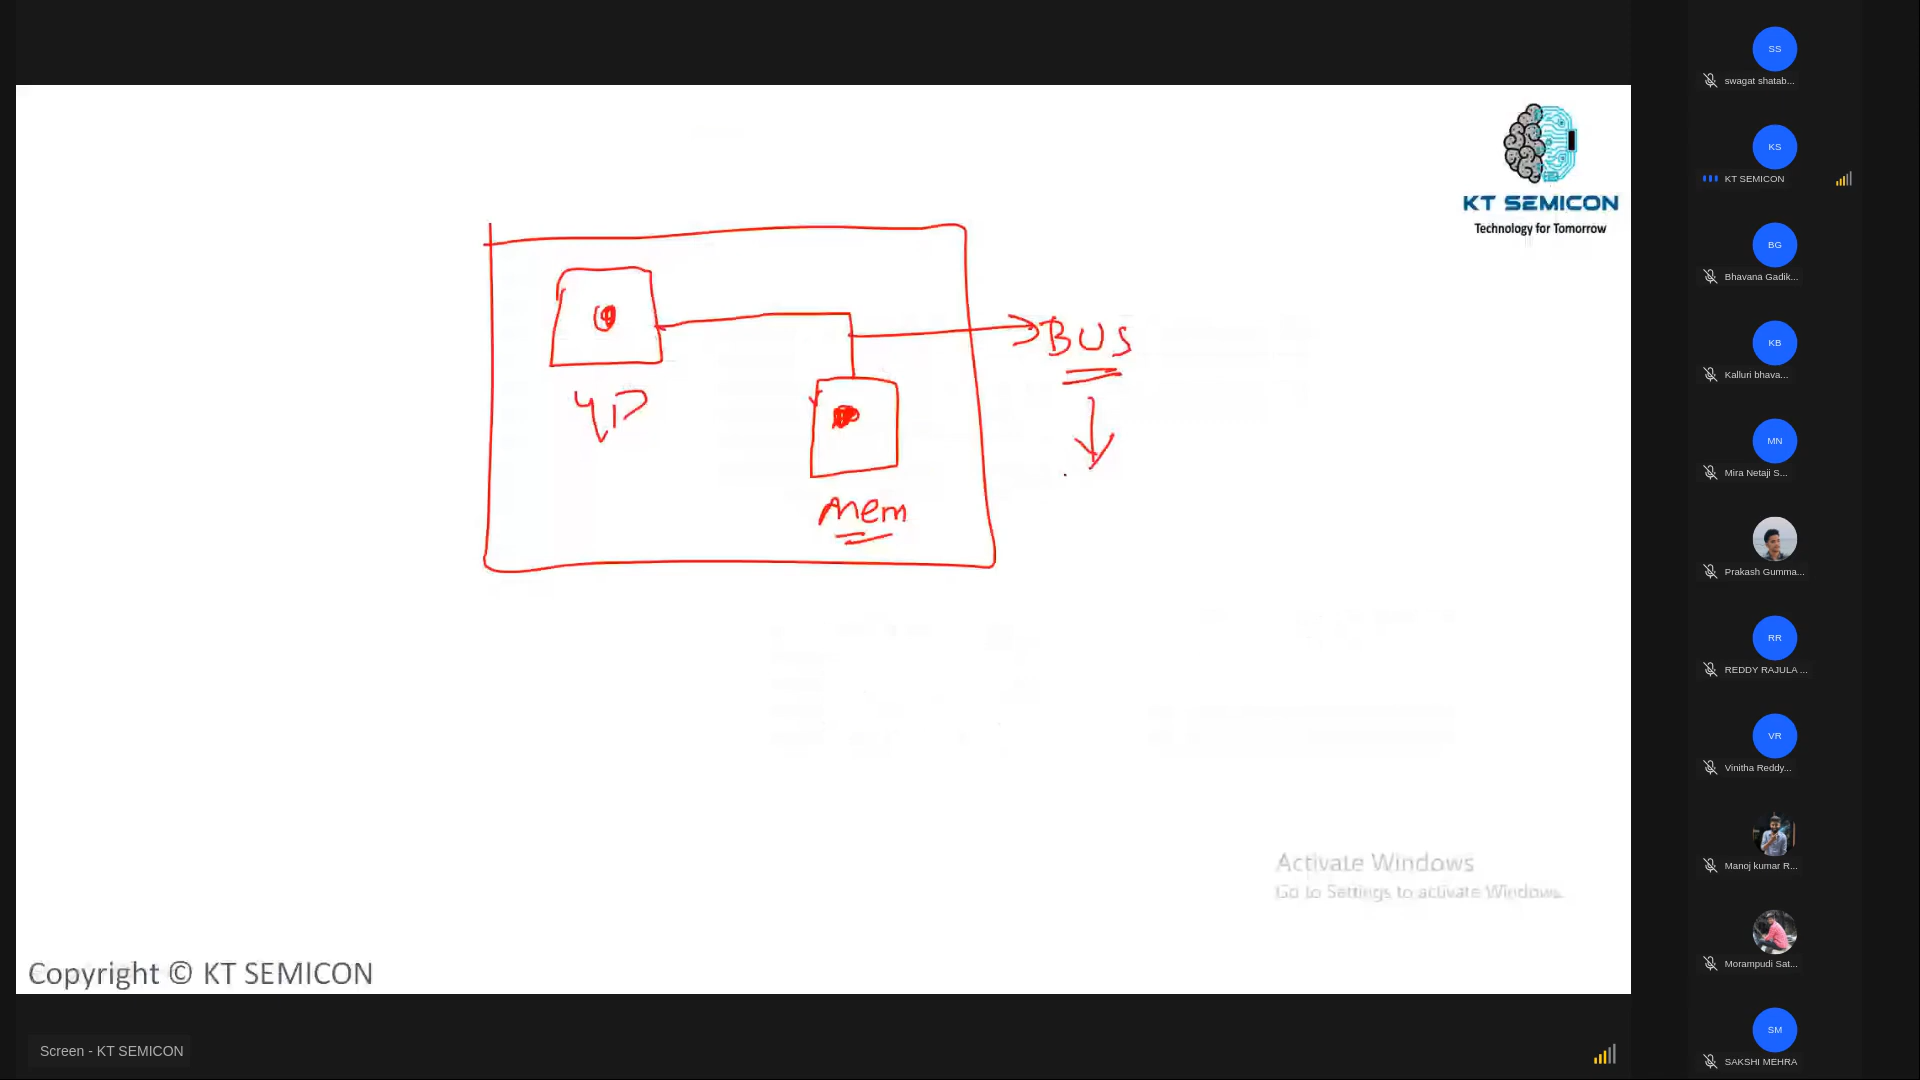 SS
swagat shatab...
KS
KT SEMICON
KT SEMICON
Technology for Tomorrow
BG
Bhavana Gadik...
BUS
KB
Kalluri bhava...
MN
Mira Netaji S...
mem
Prakash Gumma...
RR
REDDY RAJULA ...
VR
Vinitha Reddy...
Manoj kumar R...
Activate Windows
Go to Settings to activate Windows.
Morampudi Sat...
Copyright © KT SEMICON
SM
SAKSHI MEHRA
Screen - KT SEMICON